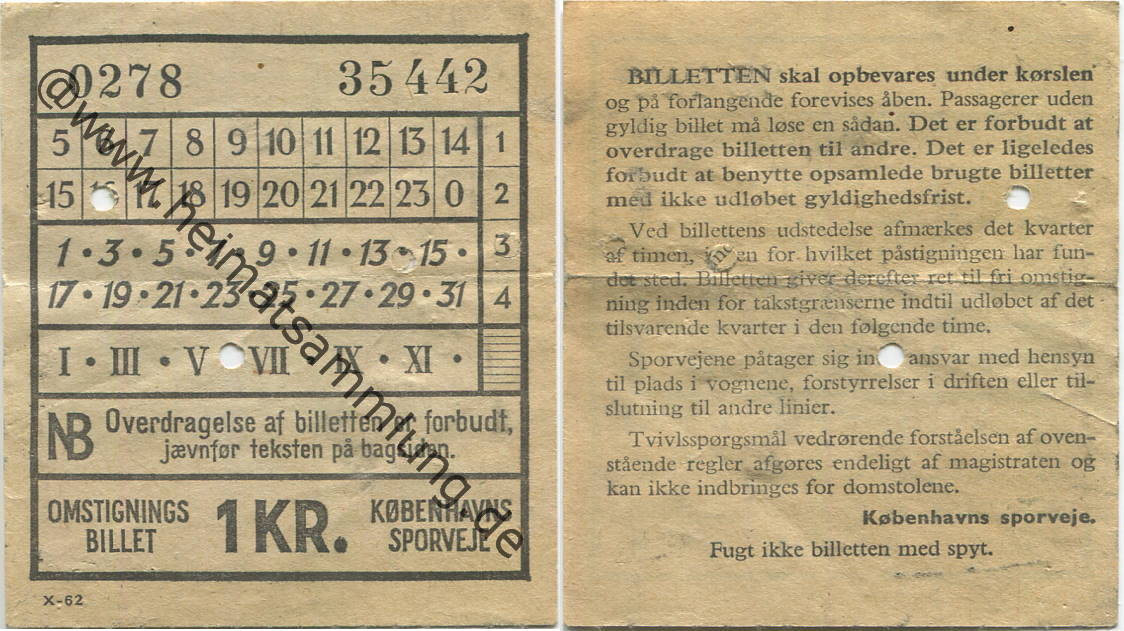 0278 35442
5 6 7 8 9 10 11 12 13 14 1
15 16 17 18 19 20 21 22 23 0 2
1 · 3 · 5 · 7 · 9 · 11 · 13 · 15 · 3
17 · 19 · 21 · 23 · 25 · 27 · 29 · 31 4
I · III · V · VII · IX · XI ·
NB Overdragelse af billetten er forbudt,
jævnfør teksten på bagsiden.
OMSTIGNINGS
BILLET
1 KR.
KØBENHAVNS
SPORVEJE
X-62
@www.heimatsammlung.de
BILLETTEN skal opbevares under kørslen
og på forlangende forevises åben. Passagerer uden
gyldig billet må løse en sådan. Det er forbudt at
overdrage billetten til andre. Det er ligeledes
forbudt at benytte opsamlede brugte billetter
med ikke udløbet gyldighedsfrist.
Ved billettens udstedelse afmærkes det kvarter
af timen, inden for hvilket påstigningen har fun-
det sted. Billetten giver derefter ret til fri omstig-
ning inden for takstgrænserne indtil udløbet af det
tilsvarende kvarter i den følgende time.
Sporvejene påtager sig in ansvar med hensyn
til plads i vognene, forstyrrelser i driften eller til-
slutning til andre linier.
Tvivlsspørgsmål vedrørende forståelsen af oven-
stående regler afgøres endeligt af magistraten og
kan ikke indbringes for domstolene.
Københavns sporveje.
Fugt ikke billetten med spyt.